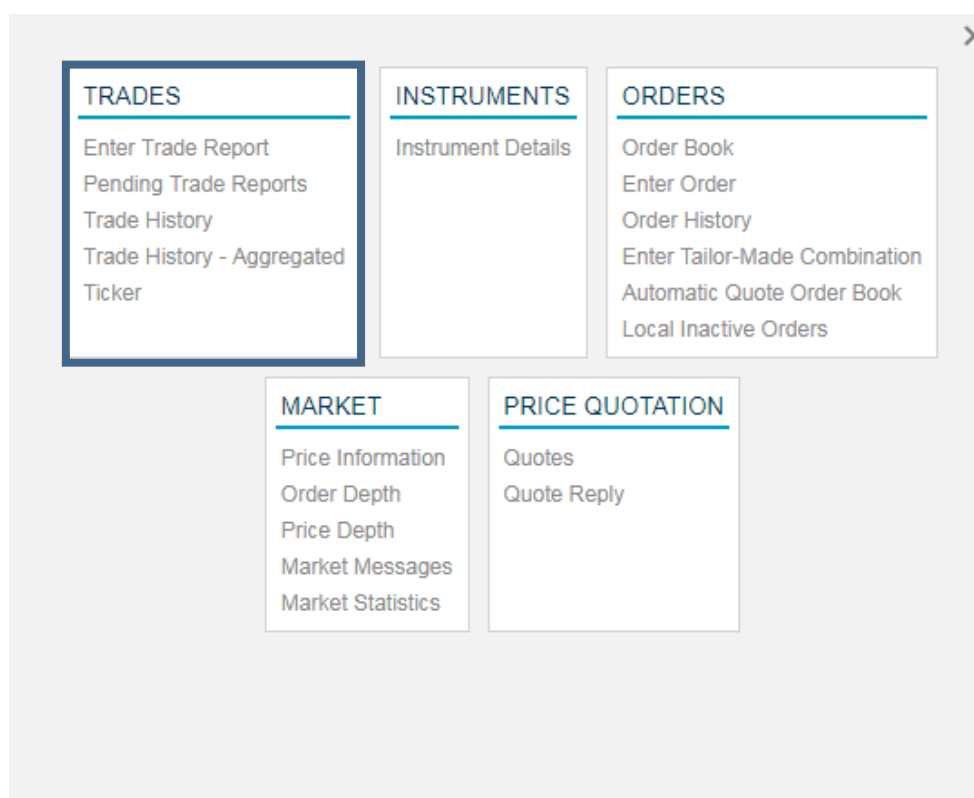 TRADES
Enter Trade Report
Pending Trade Reports
Trade History
Trade History - Aggregated
Ticker
INSTRUMENTS
Instrument Details
ORDERS
Order Book
Enter Order
Order History
Enter Tailor-Made Combination
Automatic Quote Order Book
Local Inactive Orders
MARKET
Price Information
Order Depth
Price Depth
Market Messages
Market Statistics
PRICE QUOTATION
Quotes
Quote Reply